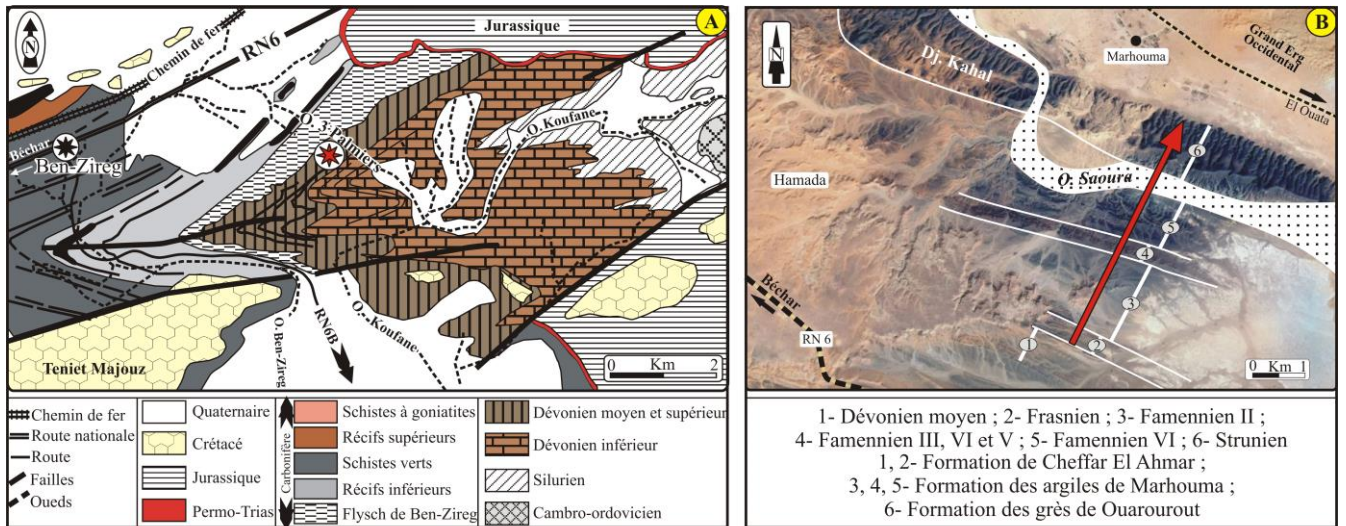 A
N
Jurassique
Chemin de fer
RN6
O. 3 Palmiers
O. Koufane
Béchar
Ben-Zireg
O. Koufane
RN6B
O. Ben-Zireg
Teniet Majouz
0 Km 2
Chemin de fer
Route nationale
Route
Failles
Oueds
Quaternaire
Crétacé
Jurassique
Permo-Trias
Carbonifère
Schistes à goniatites
Récifs supérieurs
Schistes verts
Récifs inférieurs
Flysch de Ben-Zireg
Dévonien moyen et supérieur
Dévonien inférieur
Silurien
Cambro-ordovicien
B
N
Marhouma
Grand Erg
Occidental
El Ouata
Dj. Kahal
Hamada
O. Saoura
6
5
4
3
2
1
Béchar
RN 6
0 Km 1
1- Dévonien moyen ; 2- Frasnien ; 3- Famennien II ;
4- Famennien III, VI et V ; 5- Famennien VI ; 6- Strunien
1, 2- Formation de Cheffar El Ahmar ;
3, 4, 5- Formation des argiles de Marhouma ;
6- Formation des grès de Ouarourout